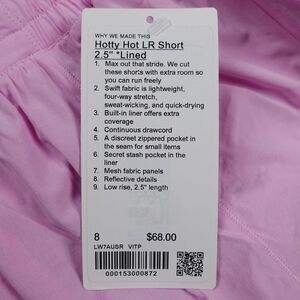 WHY WE MADE THIS
Hotty Hot LR Short
2.5" *Lined
1. Max out that stride. We cut
these shorts with extra room so
you can run freely
2. Swift fabric is lightweight,
four-way stretch,
sweat-wicking, and quick-drying
3. Built-in liner offers extra
coverage
4. Continuous drawcord
5. A discreet zippered pocket in
the seam for small items
6. Secret stash pocket in the
liner
7. Mesh fabric panels
8. Reflective details
9. Low rise, 2.5" length
8 $68.00
LW7AUSR VITP
000153000872